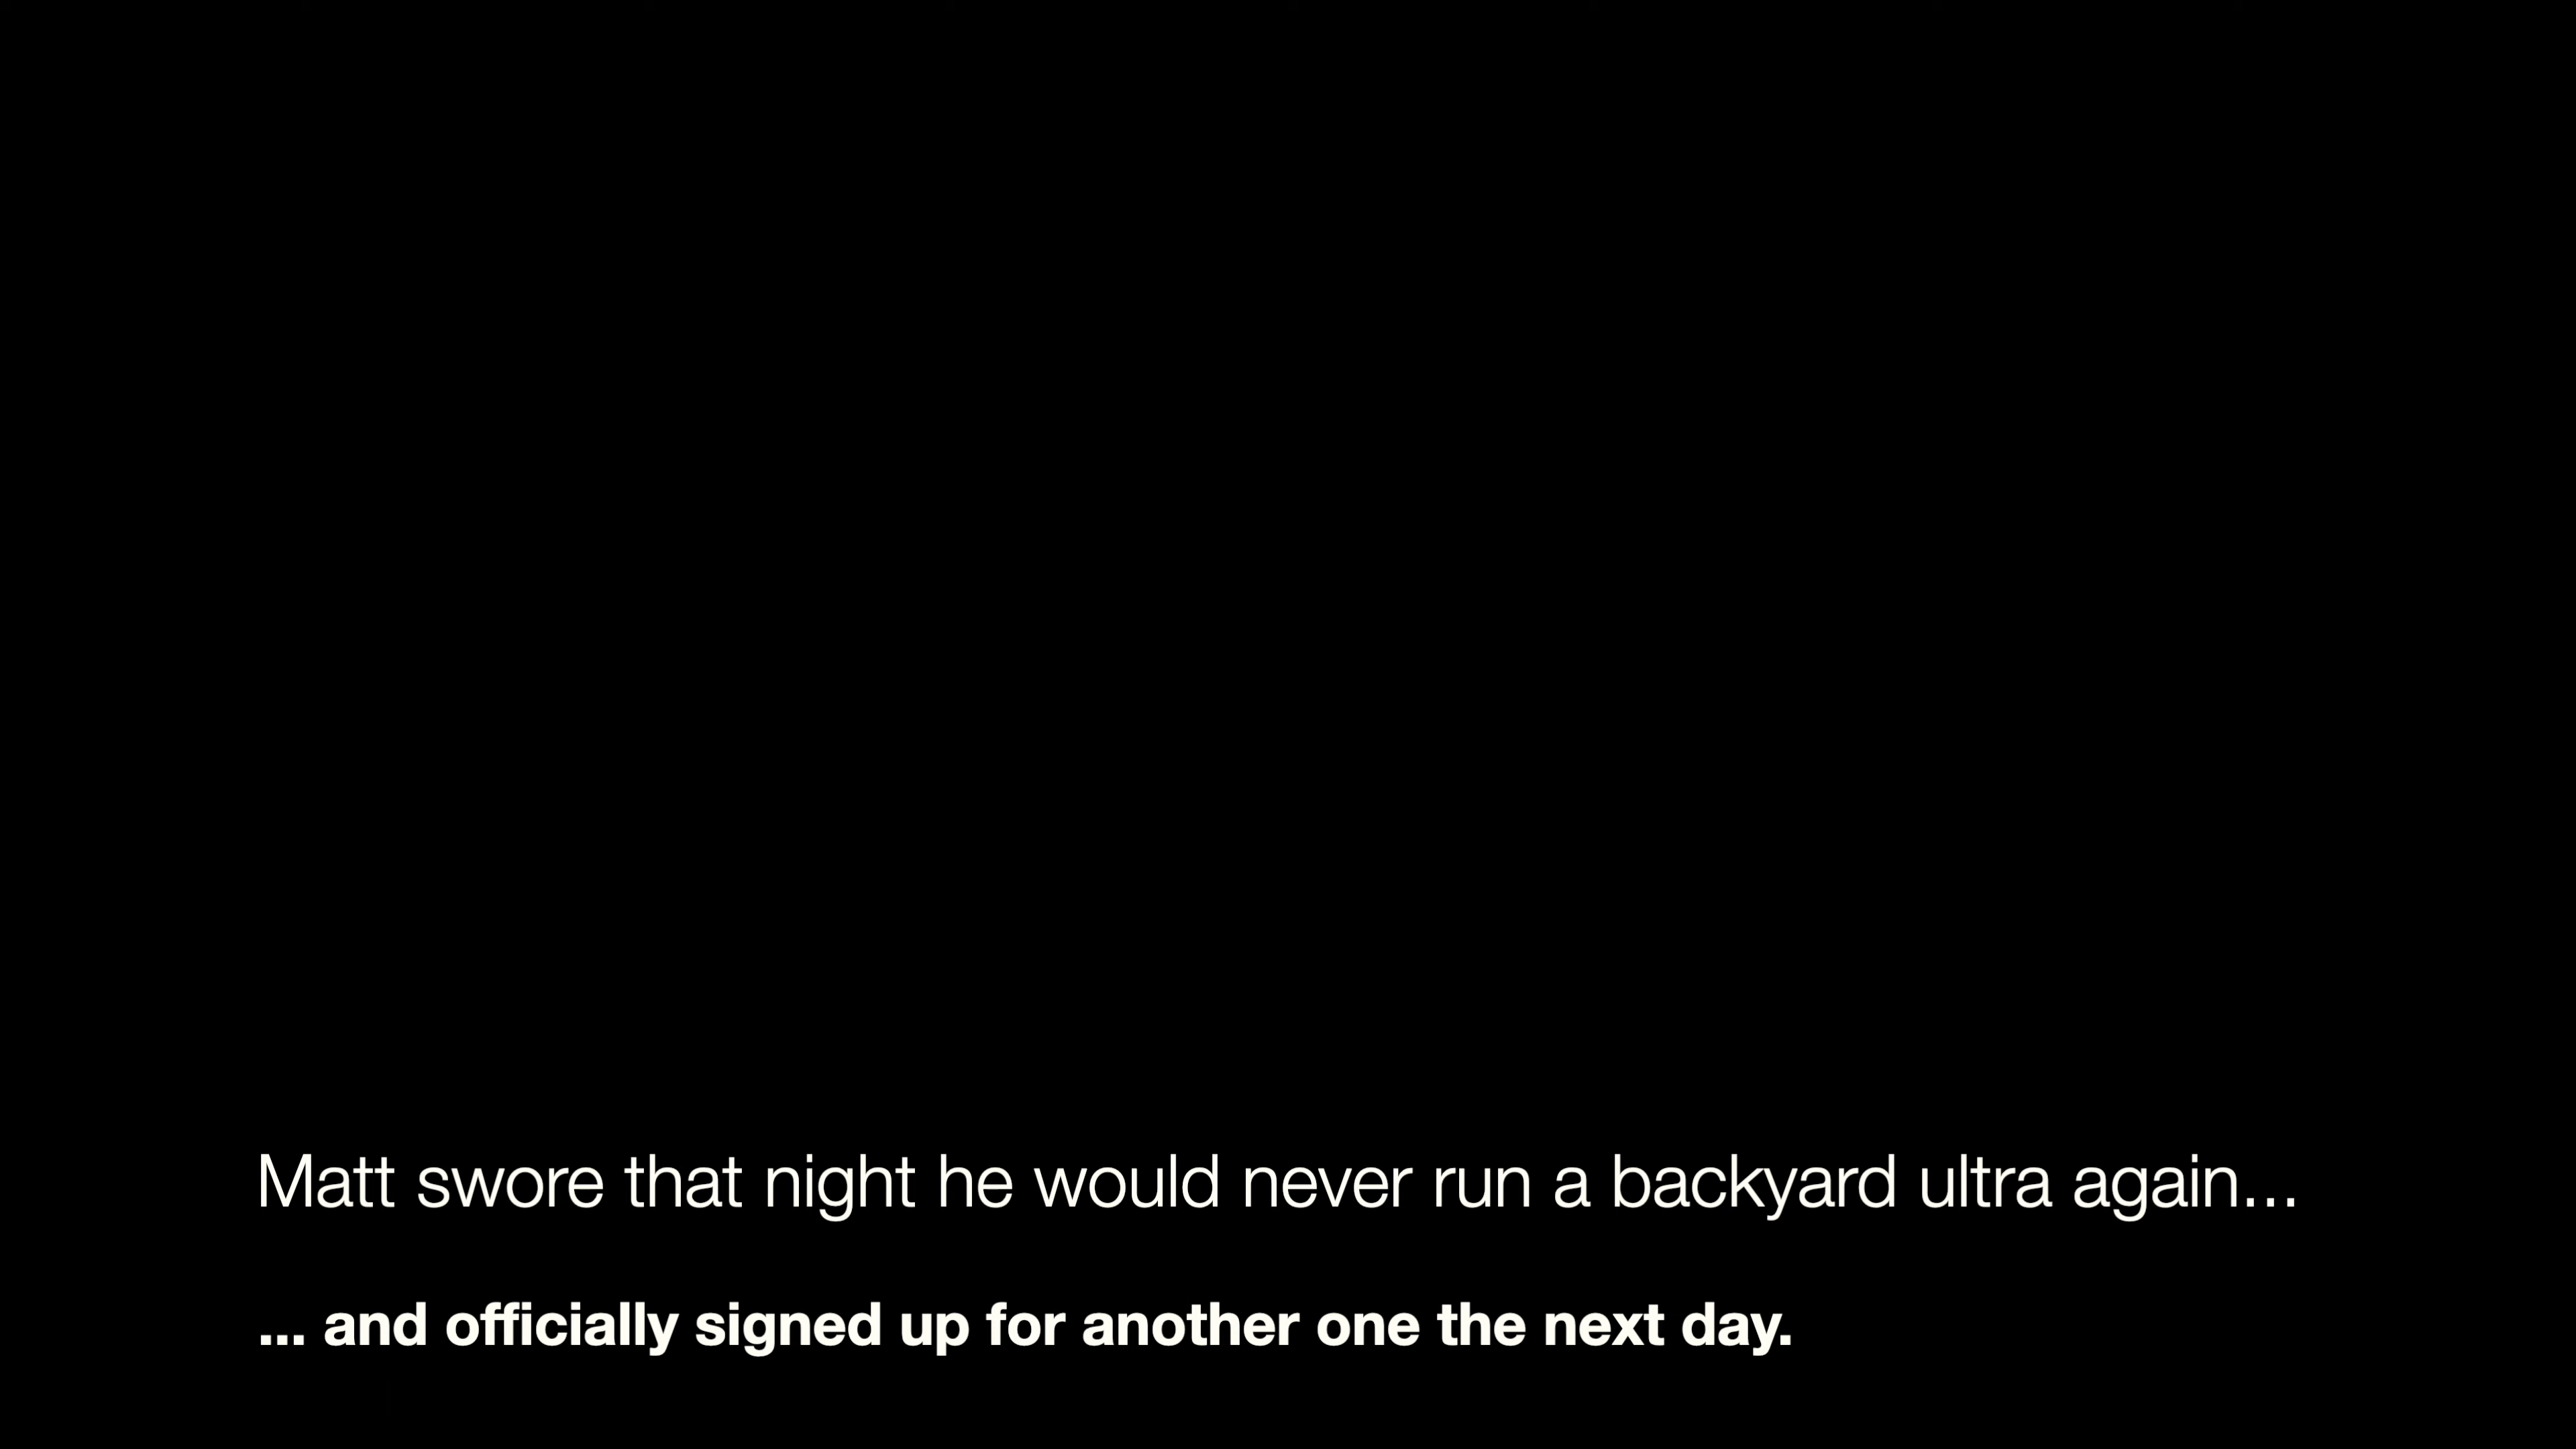 Matt swore that night he would never run a backyard ultra again...
... and officially signed up for another one the next day.